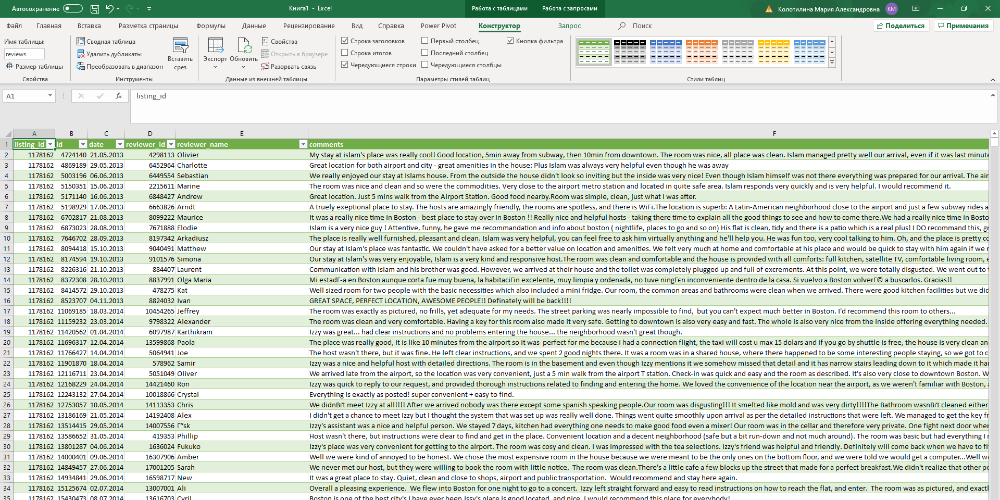 Автосохранение
Книга1 - Excel
Работа с таблицами
Работа с запросами
Колотилина Мария Александровна
КМ
Файл Главная Вставка Разметка страницы Формулы Данные Рецензирование Вид Справка Power Pivot Конструктор Запрос Поиск Поделиться Примечания
Имя таблицы:
reviews
Размер таблицы
Свойства
Сводная таблица
Удалить дубликаты
Преобразовать в диапазон
Вставить
срез
Инструменты
Экспорт
Обновить
Свойства
Открыть в браузере
Разорвать связь
Данные из внешней таблицы
Строка заголовков
Строка итогов
Чередующиеся строки
Первый столбец
Последний столбец
Чередующиеся столбцы
Кнопка фильтра
Параметры стилей таблиц
Стили таблиц
A1
fx
listing_id
A B C D E F
1 listing_id id date reviewer_id reviewer_name comments
2 1178162 4724140 21.05.2013 4298113 Olivier My stay at islam's place was really cool! Good location, 5min away from subway, then 10min from downtown. The room was nice, all place was clean. Islam managed pretty well our arrival, even if it was last minute
3 1178162 4869189 29.05.2013 6452964 Charlotte Great location for both airport and city - great amenities in the house: Plus Islam was always very helpful even though he was away
4 1178162 5003196 06.06.2013 6449554 Sebastian We really enjoyed our stay at Islams house. From the outside the house didn't look so inviting but the inside was very nice! Even though Islam himself was not there everything was prepared for our arrival. The air
5 1178162 5150351 15.06.2013 2215611 Marine The room was nice and clean and so were the commodities. Very close to the airport metro station and located in quite safe area. Islam responds very quickly and is very helpful. I would recommend it.
6 1178162 5171140 16.06.2013 6848427 Andrew Great location. Just 5 mins walk from the Airport Station. Good food nearby.Room was simple, clean, just what I was after.
7 1178162 5198929 17.06.2013 6663826 Arndt A truely exeptional place to stay. The hosts are amazingly friendly, the rooms are spotless, and there is WiFi.The location is superb: A Latin-American neighborhood close to the airport and just a few subway rides a
8 1178162 6702817 21.08.2013 8099222 Maurice It was a really nice time in Boston - best place to stay over in Boston !! Really nice and helpful hosts - taking there time to explain all the good things to see and how to come there.We had a really nice time in Bosto
9 1178162 6873023 28.08.2013 7671888 Elodie Islam is a very nice guy ! Attentive, funny, he gave me recommandation and info about boston ( nightlife, places to go and so on) His flat is clean, tidy and there is a patio which is a real plus! I DO recommand this, gr
10 1178162 7646702 28.09.2013 8197342 Arkadiusz The place is really well furnished, pleasant and clean. Islam was very helpful, you can feel free to ask him virtually anything and he'll help you. He was fun too, very cool talking to him. Oh, and the place is pretty co
11 1178162 8094418 15.10.2013 9040491 Matthew Our stay at Islam's place was fantastic. We couldn't have asked for a better value on location and amenities. We felt very much at home and comfortable at his place and would be quick to stay with him again if we r
12 1178162 8174594 19.10.2013 9101576 Simona Our stay at Islam's was very enjoyable, Islam is a very kind and responsive host.The room was clean and comfortable and the house is provided with all comforts: full kitchen, satellite TV, comfortable living room, e
13 1178162 8226316 21.10.2013 884407 Laurent Communication with Islam and his brother was good. However, we arrived at their house and the toilet was completely plugged up and full of excrements. At this point, we were totally disgusted. We went out to
14 1178162 8372308 28.10.2013 8837991 Olga Maria Mi estadГ­a en Boston aunque corta fue muy buena, la habitaciГіn excelente, muy limpia y ordenada, no tuve ningГєn inconveniente dentro de la casa. Si vuelvo a Boston volverГ© a buscarlos. Gracias!!
15 1178162 8414572 29.10.2013 478275 Kat Well sized room for two people with the basic necessities which also included a mini fridge. Our room, the common areas and bathrooms were clean when we arrived. There were good kitchen facilities but we did
16 1178162 8523707 04.11.2013 8824032 Ivan GREAT SPACE, PERFECT LOCATION, AWESOME PEOPLE!! Definately will be back!!!!
17 1178162 11069185 18.03.2014 10454265 Jeffrey The room was exactly as pictured, no frills, yet adequate for my needs. The street parking was nearly impossible to find, but you can't expect much better in Boston. I'd recommend this room to others...
18 1178162 11159232 23.03.2014 9798322 Alexander The room was clean and very comfortable. Having a key for this room also made it very safe. Getting to downtown is also very easy and fast. The whole is also very nice from the inside offering everything needed.
19 1178162 11420562 01.04.2014 6097987 Karthikram Izzy was great... had clear instructions and no problems entering the house... the neighborhood wasn't great though.
20 1178162 11696317 12.04.2014 13599868 Paola The place was really good, it is like 10 minutes from the airport so it was perfect for me because i had a connection flight, the taxi will cost u max 15 dolars and if you go by shuttle is free, the house is very clean an
21 1178162 11766427 14.04.2014 5064941 Joe The host wasn't there, but it was fine. He left clear instructions, and we spent 2 good nights there. It was a room was in a shared house, where there happened to be some interesting people staying, so we got to c
22 1178162 11901870 18.04.2014 578962 Samir Izzy was a nice and helpful host with detailed directions. The room is in the basement and even though Izzy mentions it we somehow missed that detail and it has narrow stairs leading down to it which made it har
23 1178162 12116711 23.04.2014 5051049 Oliver We arrived late from the airport, so the location was very convenient, just a 5 min walk from the airport T station. Check-in was quick and easy and the room as described. It's also very close to downtown Boston. W
24 1178162 12168229 24.04.2014 14421460 Ron Izzy was quick to reply to our request, and provided thorough instructions related to finding and entering the home. We loved the convenience of the location near the airport, as we weren't familiar with Boston,
25 1178162 12243132 27.04.2014 10018866 Crystal Everything is exactly as posted! super convenient + easy to find.
26 1178162 12753057 10.05.2014 14113353 Chris We didnВґt meet Izzy at all!!!! After we arrived nobody was there except some spanish speaking people.Our room was disgusting!!! It smelted like mold and was very dirty!!!!The Bathroom wasnВґt cleaned either
27 1178162 13186169 21.05.2014 14192408 Alex I didn't get a chance to meet Izzy but I thought the system that was set up was really well done. Things went quite smoothly upon arrival as per the detailed instructions that were left. We managed to get the key fr
28 1178162 13514415 29.05.2014 14007556 Г“sk Izzy's assistant was a nice and helpful person. We stayed 7 days, kitchen had everything one needs to make good food even a mixer! Our room was in the cellar and therefore very private. One fight next door wher
29 1178162 13586652 31.05.2014 419353 Phillip Host wasn't there, but instructions were clear to find and get in the place. Convenient location and a decent neighborhood (safe but a bit run-down and not much around). The room was basic but had everything I
30 1178162 13801287 04.06.2014 1636024 Fukuko Izzy's place was very convenient for getting to the airport. The room was cosy and clean. I was impressed with the tea selections. Izzy's friend was helpful and friendly. Definitely will come back when we have to fl
31 1178162 14000401 09.06.2014 16307906 Amber Well we were kind of annoyed to be honest. We chose the most expensive room in the house because we were meant to be the only ones on the bottom floor, and we were told we would get a computer...Well w
32 1178162 14849457 27.06.2014 17001205 Sarah We never met our host, but they were willing to book the room with little notice. The room was clean.There's a little cafe a few blocks up the street that made for a perfect breakfast.We didn't realize that other pe
33 1178162 14934841 29.06.2014 16598717 New It was a great place to stay. Quiet, clean and close to shops, airport and public transportation. Would recommend and stay here again.
34 1178162 15125674 02.07.2014 13007001 Ali Overall a pleasing experience. We flew into Boston for one night to go to a concert. Izzy left straight forward and easy to read instructions on how to reach the flat, and enter. The room was as pictured, and exactl
35 1178162 15430473 08.07.2014 13616703 Cyril Boston is one of the best city's I have ever been.Issy's place is good located, and nice. I would recommend this place for everybody!